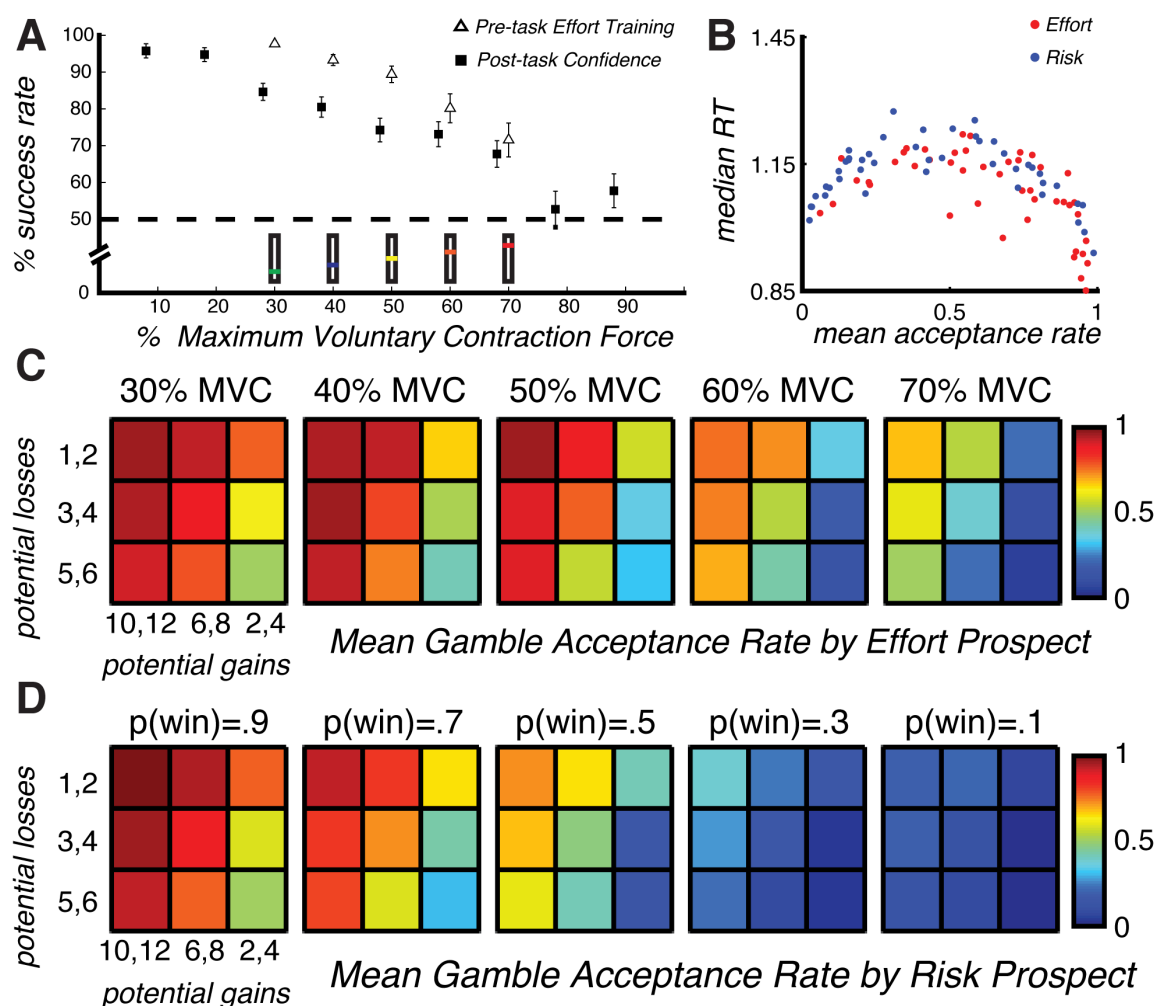 A
% success rate
100
90
80
70
60
50
0
Pre-task Effort Training
Post-task Confidence
10 20 30 40 50 60 70 80 90
% Maximum Voluntary Contraction Force
B
Effort
Risk
median RT
1.45
1.15
0.85
0 0.5 1
mean acceptance rate
C
30% MVC 40% MVC 50% MVC 60% MVC 70% MVC
potential losses
1,2
3,4
5,6
1
0.5
0
10,12 6,8 2,4
potential gains
Mean Gamble Acceptance Rate by Effort Prospect
D
p(win)=.9 p(win)=.7 p(win)=.5 p(win)=.3 p(win)=.1
potential losses
1,2
3,4
5,6
1
0.5
0
10,12 6,8 2,4
potential gains
Mean Gamble Acceptance Rate by Risk Prospect